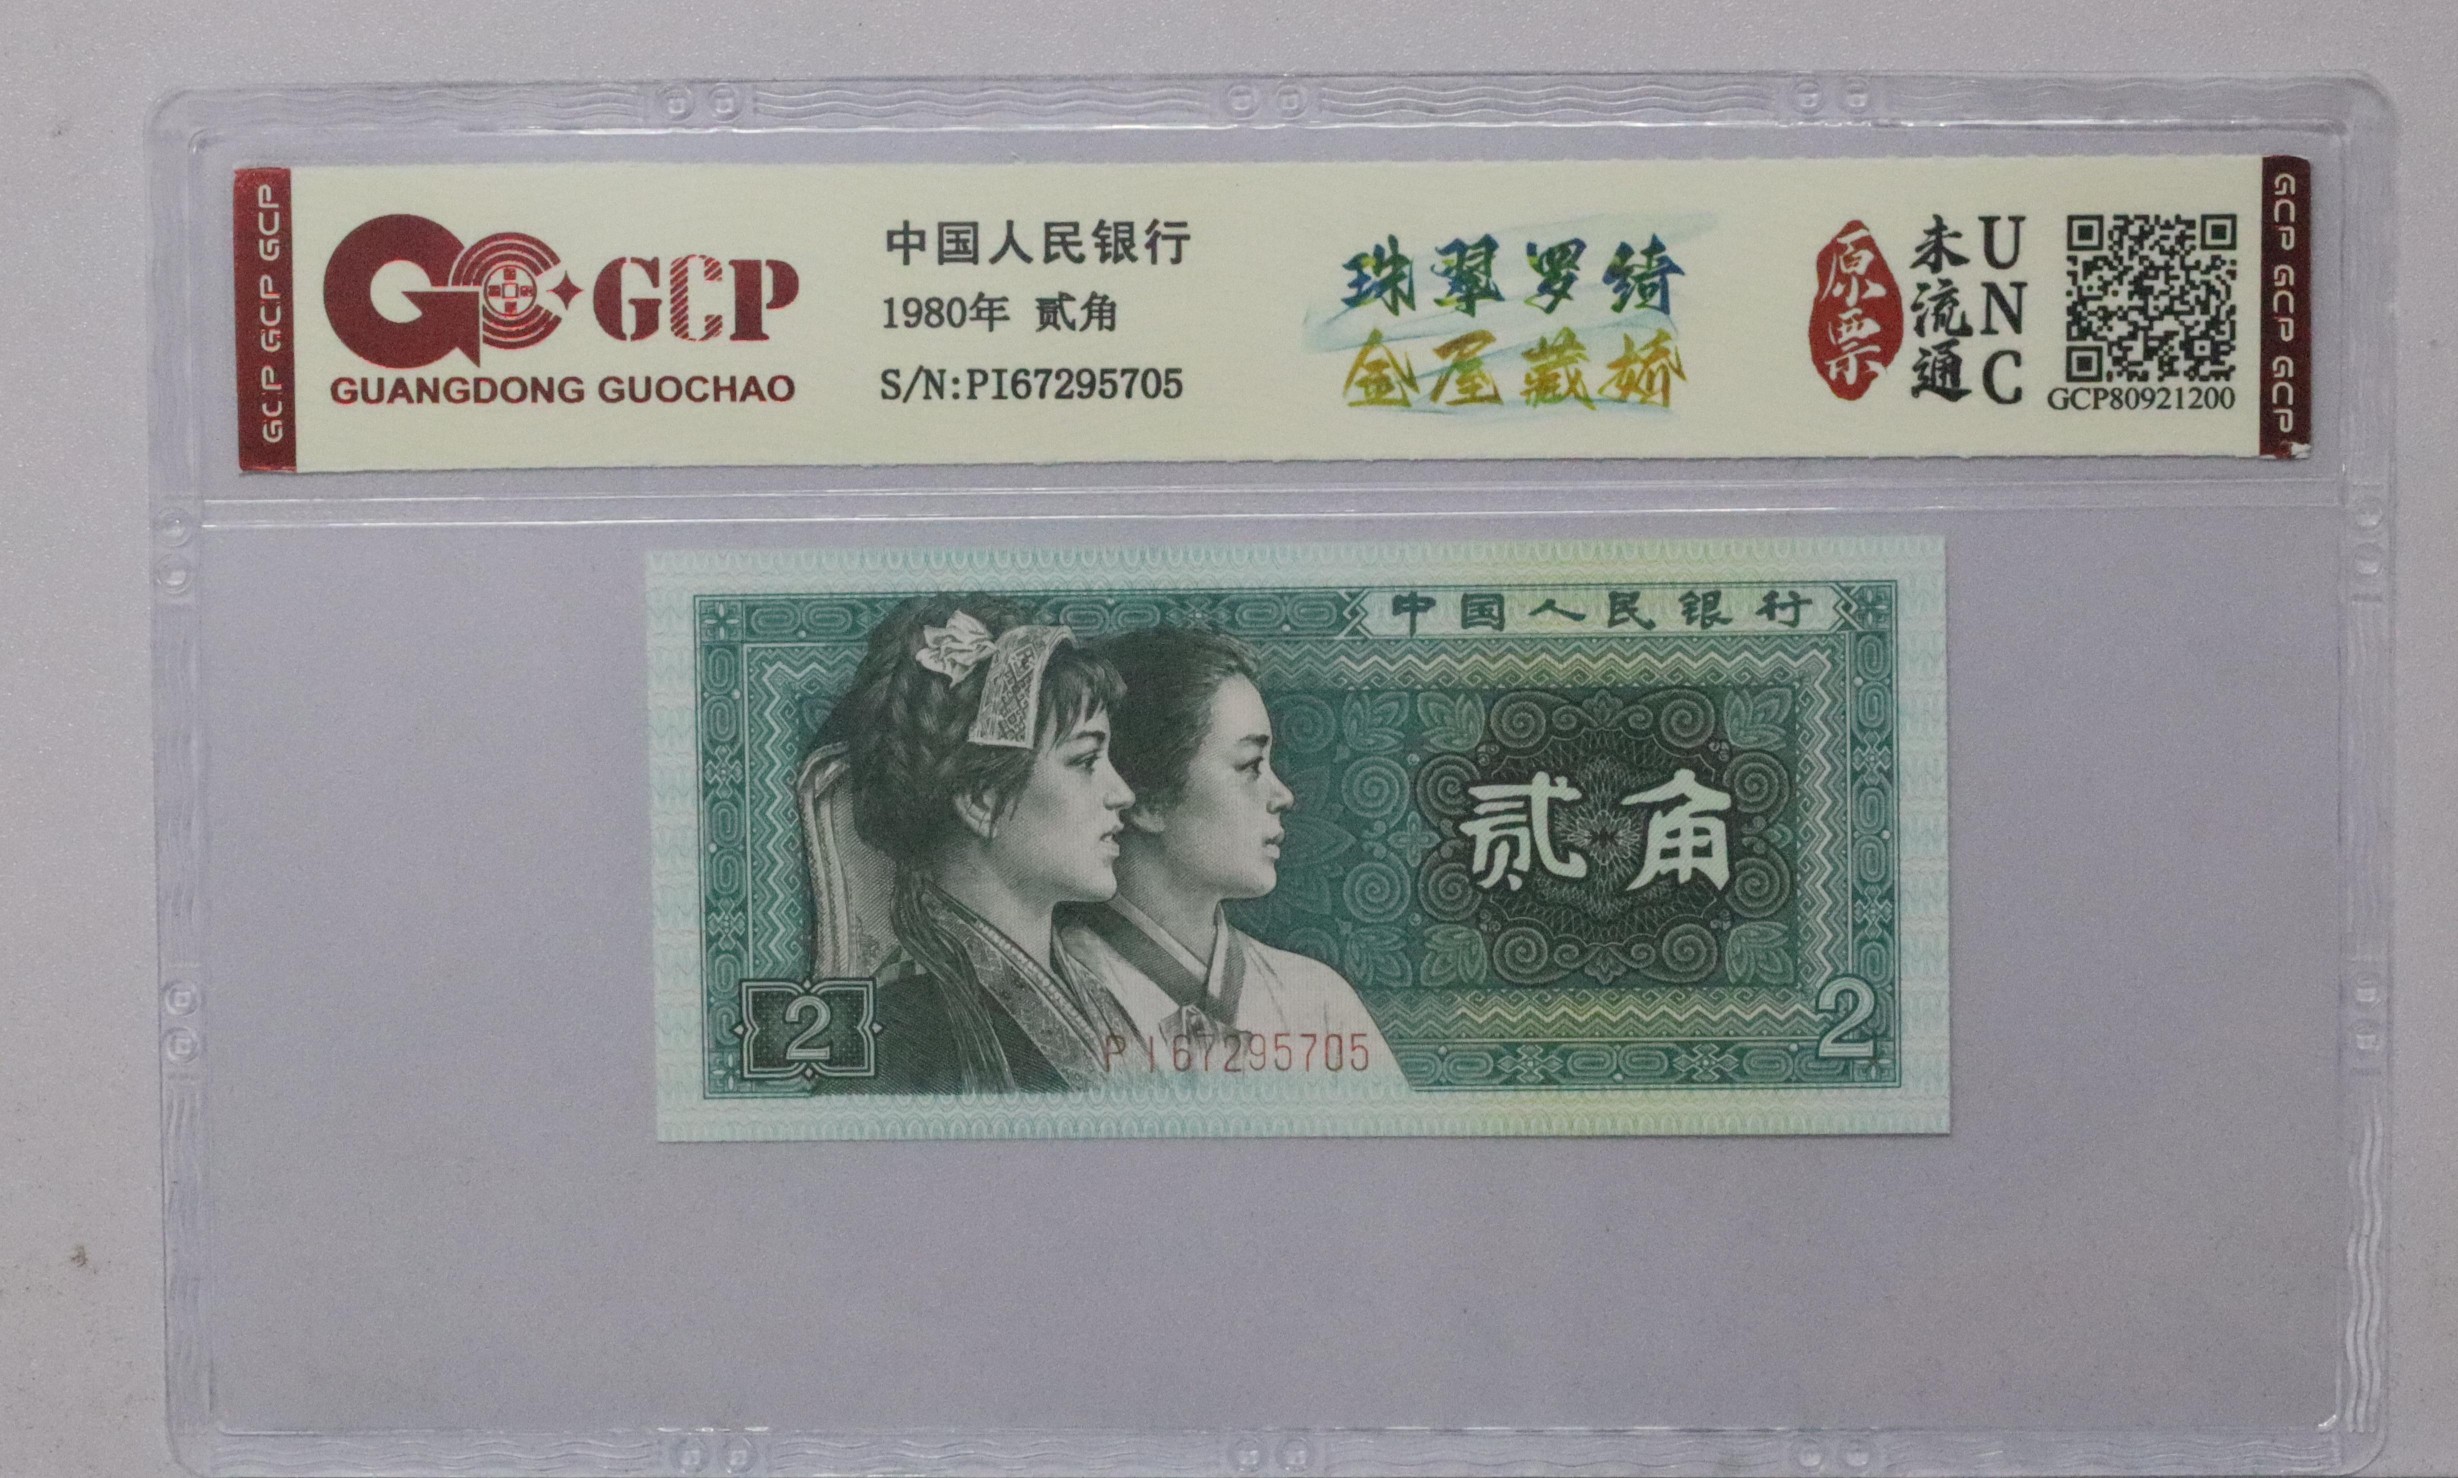 GCP GCP GCP
GCP
GUANGDONG GUOCHAO
中国人民银行
1980年 贰角
S/N:PI67295705
珠翠罗绮
金屋藏娇
原票
未流通
UNC
GCP80921200
GCP GCP GCP
中国人民银行
贰角
2
PI67295705
2